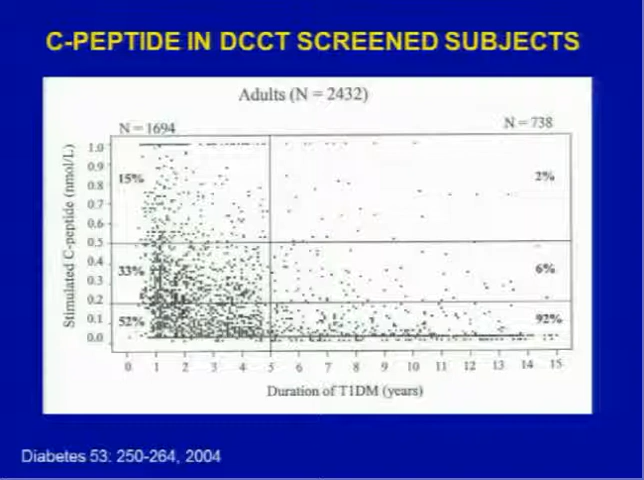 C-PEPTIDE IN DCCT SCREENED SUBJECTS
Adults (N = 2432)
N = 1694
N = 738
Stimulated C-peptide (nmol/L)
1.0
0.9
0.8
0.7
0.6
0.5
0.4
0.3
0.2
0.1
0.0
15%
2%
33%
6%
52%
92%
0 1 2 3 4 5 6 7 8 9 10 11 12 13 14 15
Duration of T1DM (years)
Diabetes 53: 250-264, 2004